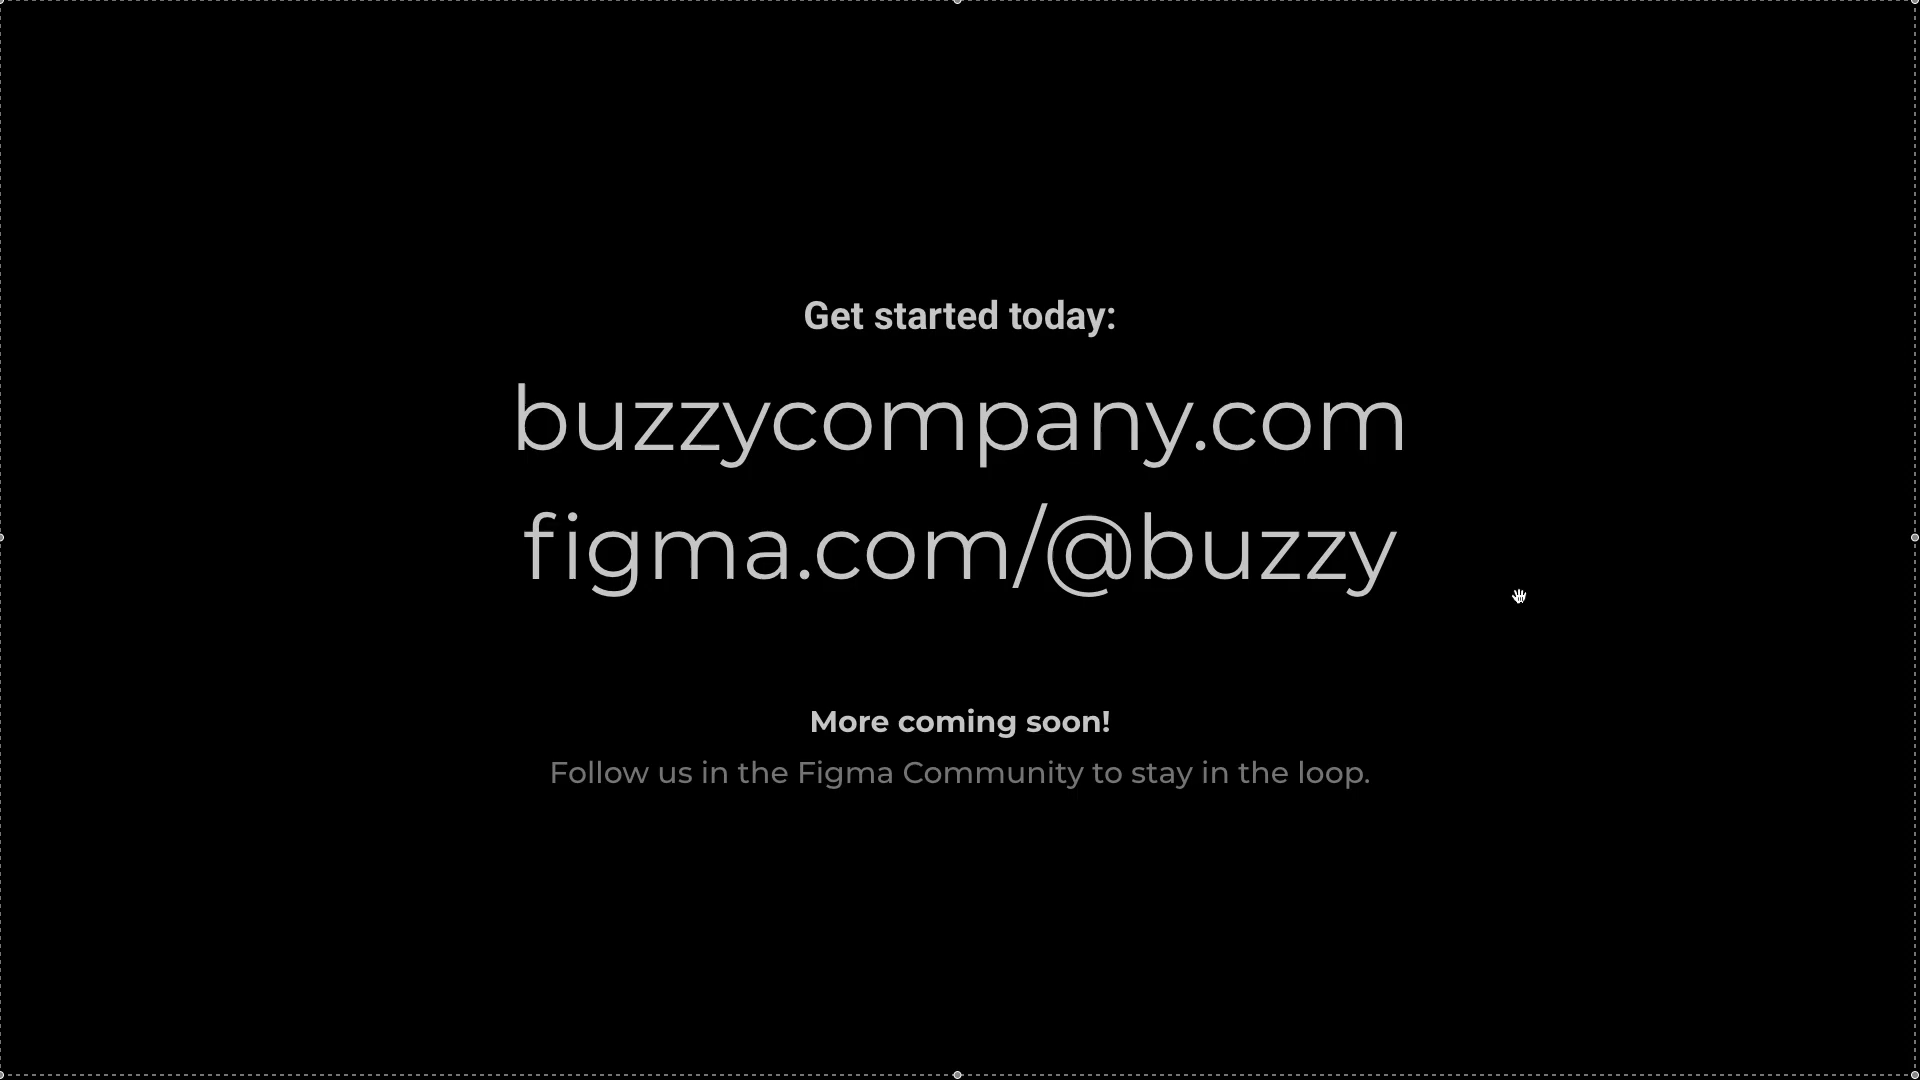 Get started today:
buzzycompany.com
figma.com/@buzzy
More coming soon!
Follow us in the Figma Community to stay in the loop.